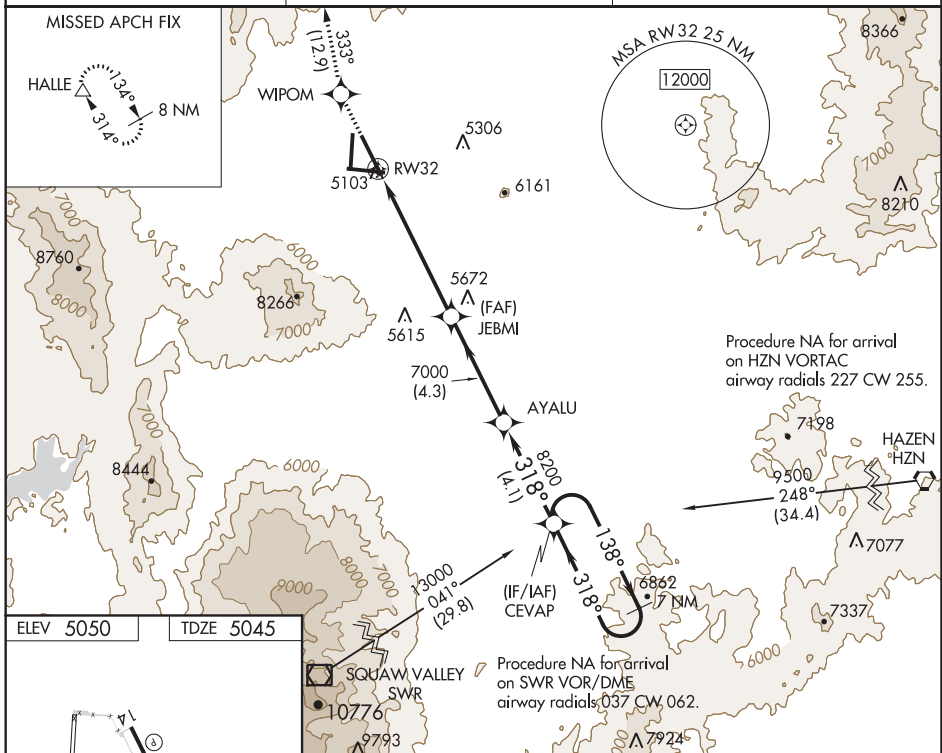 MISSED APCH FIX
HALLE
134°
314°
8 NM
333°
(12.9)
WIPOM
5306
RW32
5103
6161
MSA RW32 25 NM
12000
8366
7000
8210
7000
8760
8000
6000
8266
7000
5672
5615
(FAF)
JEBMI
7000
(4.3)
AYALU
Procedure NA for arrival
on HZN VORTAC
airway radials 227 CW 255.
7198
HAZEN
HZN
9500
248°
(34.4)
7077
7000
8444
6000
8000
7000
9000
8200
318°
(4.1)
138°
318°
6862
7 NM
(IF/IAF)
CEVAP
13000
041°
(29.8)
7337
6000
ELEV 5050
TDZE 5045
SQUAW VALLEY
SWR
10776
9793
Procedure NA for arrival
on SWR VOR/DME
airway radials 037 CW 062.
7924
14
P